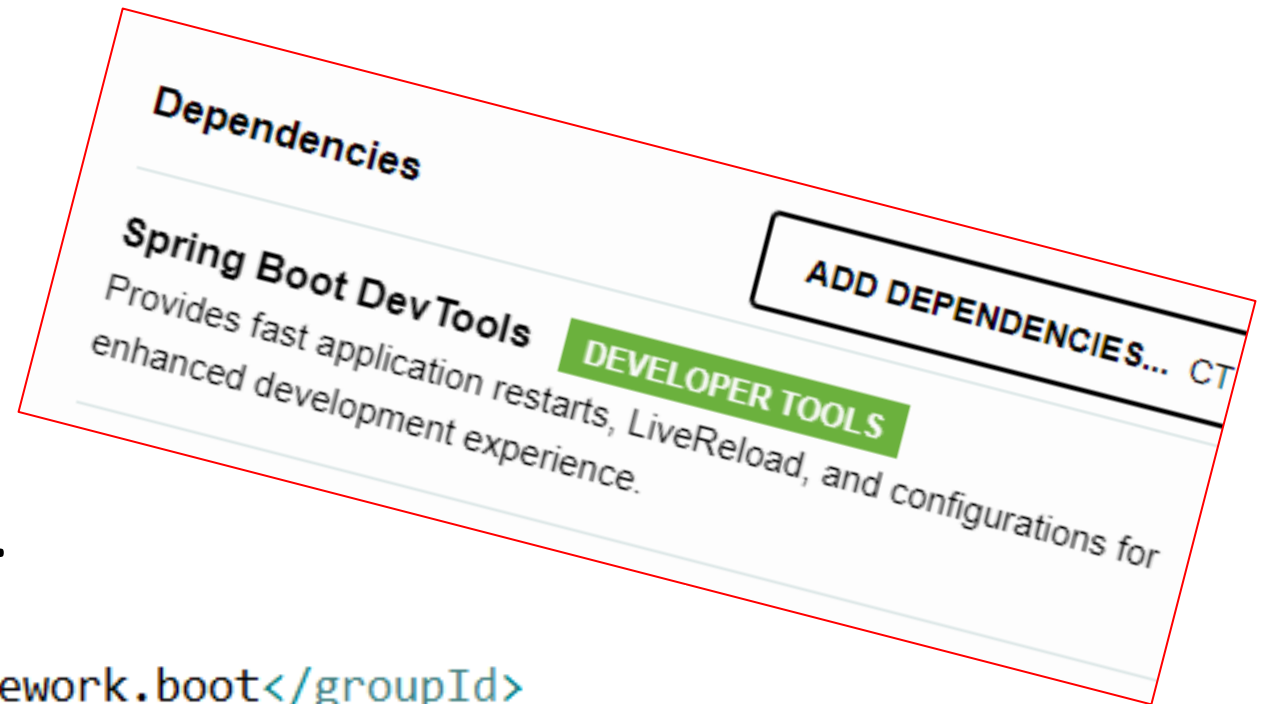 Dependencies
ADD DEPENDENCIES... CT
Spring Boot DevTools DEVELOPER TOOLS
Provides fast application restarts, LiveReload, and configurations for
enhanced development experience.
.
ework.boot</groupId>